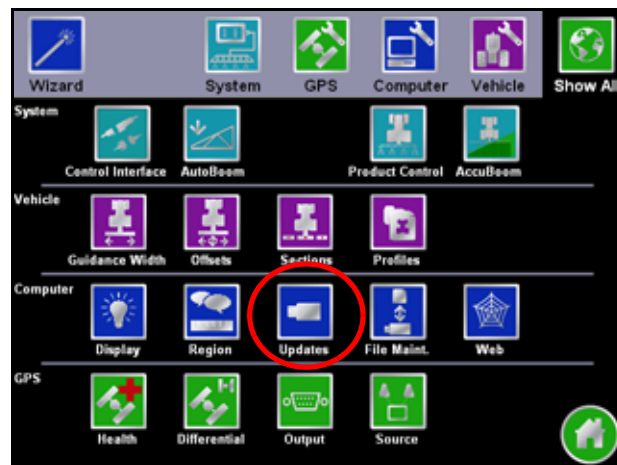 Wizard System GPS Computer Vehicle Show All
System
Control Interface AutoBoom Product Control AccuBoom
Vehicle
Guidance Width Offsets Sections Profiles
Computer
Display Region Updates File Maint. Web
GPS
Health Differential Output Source